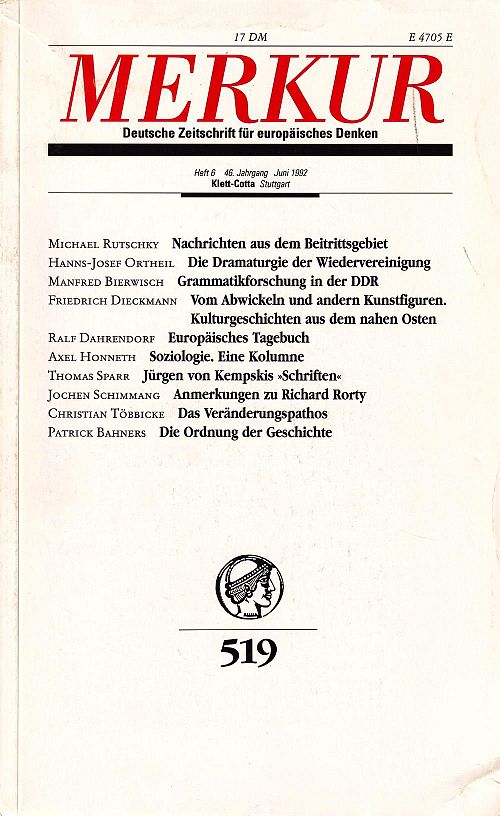 17 DM E 4705 E
MERKUR
Deutsche Zeitschrift für europäisches Denken
Heft 6 46. Jahrgang Juni 1992
Klett-Cotta Stuttgart
Michael Rutschky Nachrichten aus dem Beitrittsgebiet
Hanns-Josef Ortheil Die Dramaturgie der Wiedervereinigung
Manfred Bierwisch Grammatikforschung in der DDR
Friedrich Dieckmann Vom Abwickeln und andern Kunstfiguren.
Kulturgeschichten aus dem nahen Osten
Ralf Dahrendorf Europäisches Tagebuch
Axel Honneth Soziologie. Eine Kolumne
Thomas Sparr Jürgen von Kempskis »Schriften«
Jochen Schimmang Anmerkungen zu Richard Rorty
Christian Többicke Das Veränderungspathos
Patrick Bahners Die Ordnung der Geschichte
519